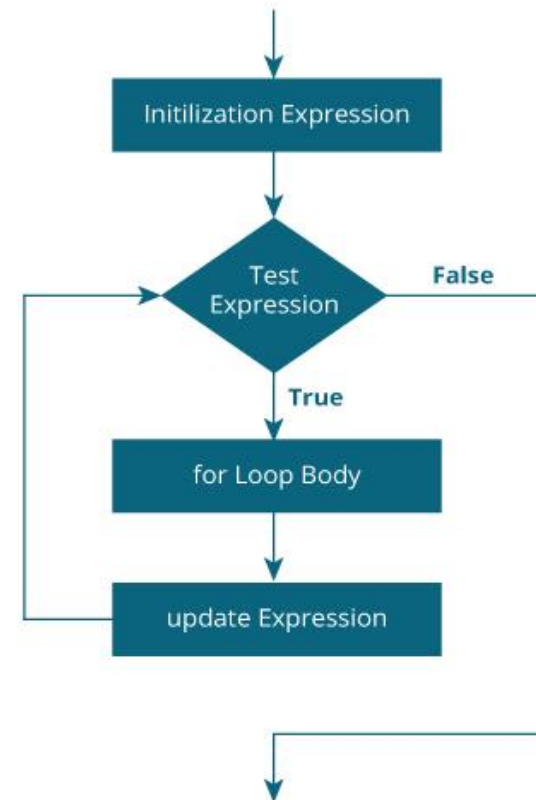 Initilization Expression
Test
Expression
False
True
for Loop Body
update Expression